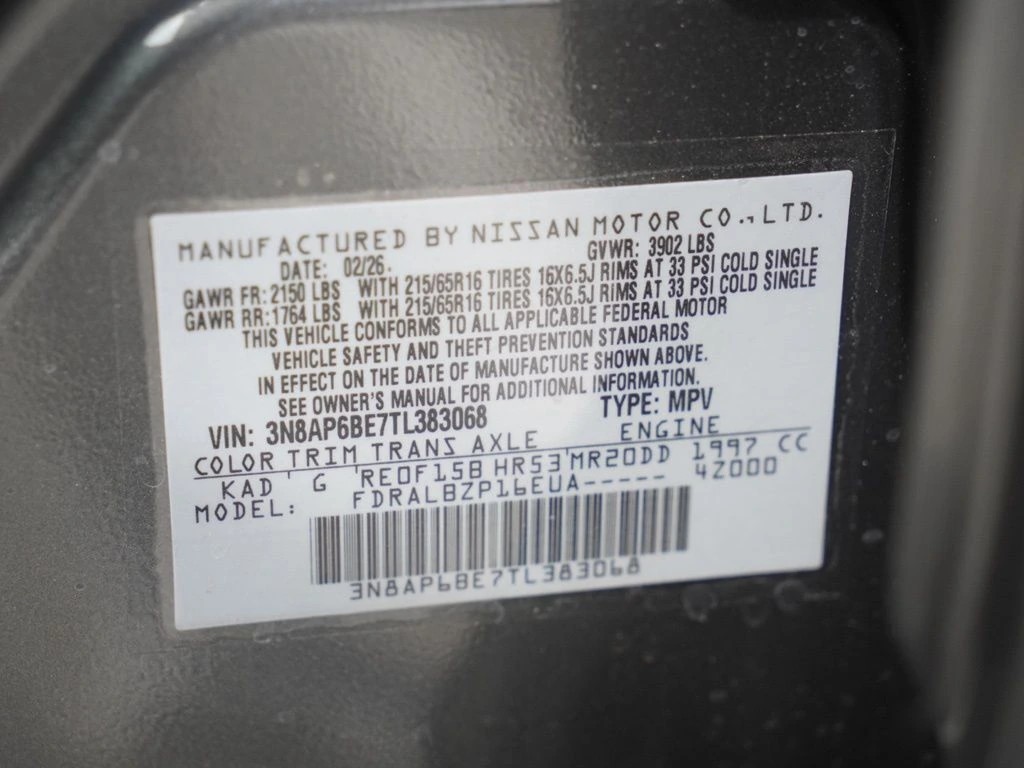 MANUFACTURED BY NISSAN MOTOR CO., LTD.
DATE: 02/26. GVWR: 3902 LBS
GAWR FR: 2150 LBS WITH 215/65R16 TIRES 16X6.5J RIMS AT 33 PSI COLD SINGLE
GAWR RR: 1764 LBS WITH 215/65R16 TIRES 16X6.5J RIMS AT 33 PSI COLD SINGLE
THIS VEHICLE CONFORMS TO ALL APPLICABLE FEDERAL MOTOR
VEHICLE SAFETY AND THEFT PREVENTION STANDARDS
IN EFFECT ON THE DATE OF MANUFACTURE SHOWN ABOVE.
SEE OWNER'S MANUAL FOR ADDITIONAL INFORMATION.
VIN: 3N8AP6BE7TL383068 TYPE: MPV
COLOR TRIM TRANS AXLE ENGINE
KAD G RE0F15B HR53 MR20DD 1997 CC
MODEL: FDRALBZP16EUA----- 42000
3N8AP6BE7TL383068